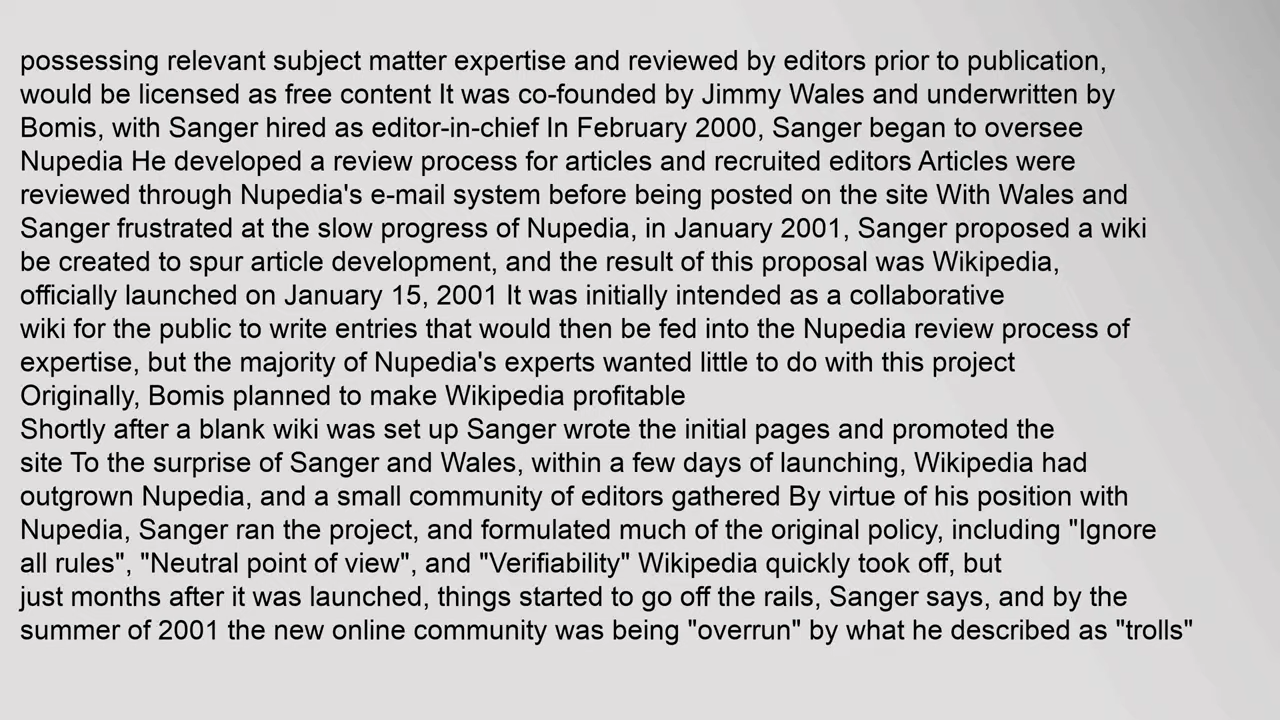 possessing relevant subject matter expertise and reviewed by editors prior to publication,
would be licensed as free content It was co-founded by Jimmy Wales and underwritten by
Bomis, with Sanger hired as editor-in-chief In February 2000, Sanger began to oversee
Nupedia He developed a review process for articles and recruited editors Articles were
reviewed through Nupedia's e-mail system before being posted on the site With Wales and
Sanger frustrated at the slow progress of Nupedia, in January 2001, Sanger proposed a wiki
be created to spur article development, and the result of this proposal was Wikipedia,
officially launched on January 15, 2001 It was initially intended as a collaborative
wiki for the public to write entries that would then be fed into the Nupedia review process of
expertise, but the majority of Nupedia's experts wanted little to do with this project
Originally, Bomis planned to make Wikipedia profitable
Shortly after a blank wiki was set up Sanger wrote the initial pages and promoted the
site To the surprise of Sanger and Wales, within a few days of launching, Wikipedia had
outgrown Nupedia, and a small community of editors gathered By virtue of his position with
Nupedia, Sanger ran the project, and formulated much of the original policy, including "Ignore
all rules", "Neutral point of view", and "Verifiability" Wikipedia quickly took off, but
just months after it was launched, things started to go off the rails, Sanger says, and by the
summer of 2001 the new online community was being "overrun" by what he described as "trolls"